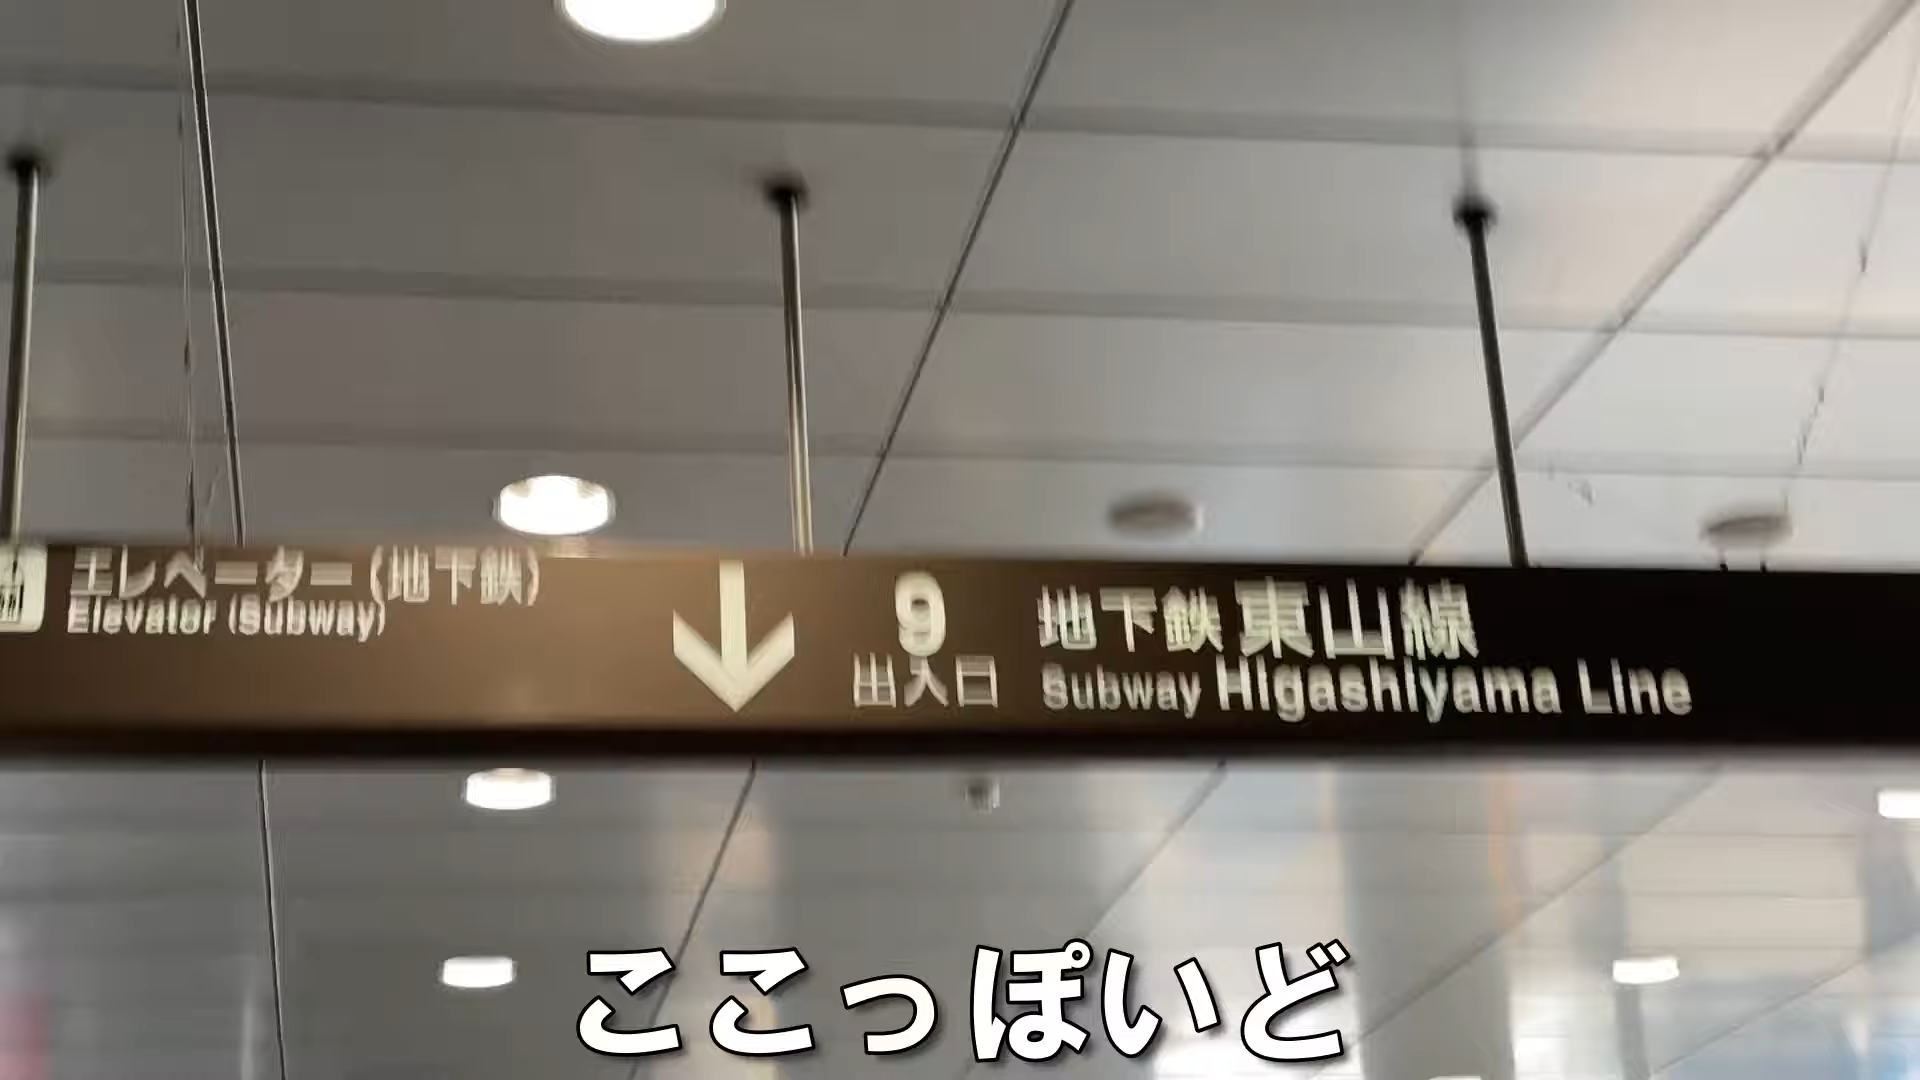 エレベーター (地下鉄)
Elevator (Subway)
9
出入口
地下鉄 東山線
Subway Higashiyama Line
ここっぽいど